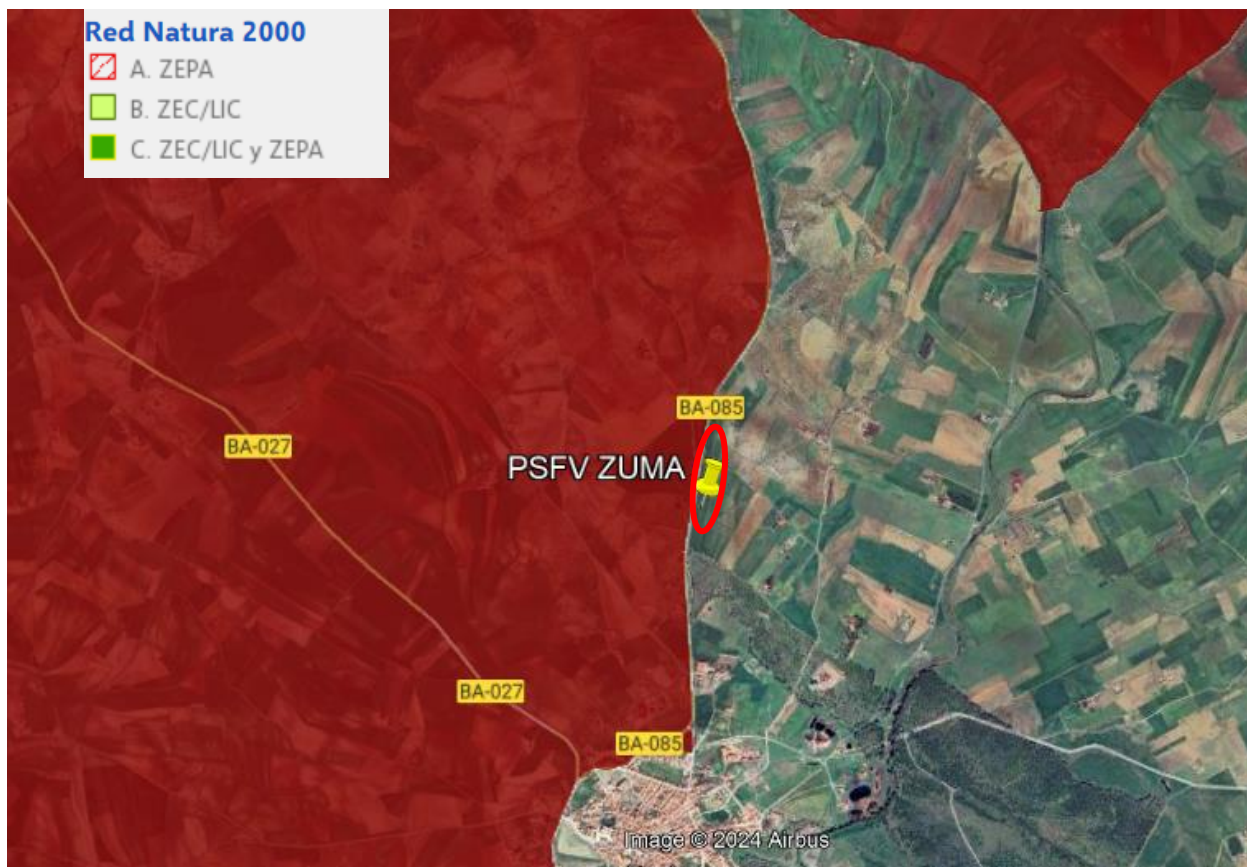 Red Natura 2000
A. ZEPA
B. ZEC/LIC
C. ZEC/LIC y ZEPA
BA-085
BA-027
PSFV ZUMA
BA-027
BA-085
Image © 2024 Airbus